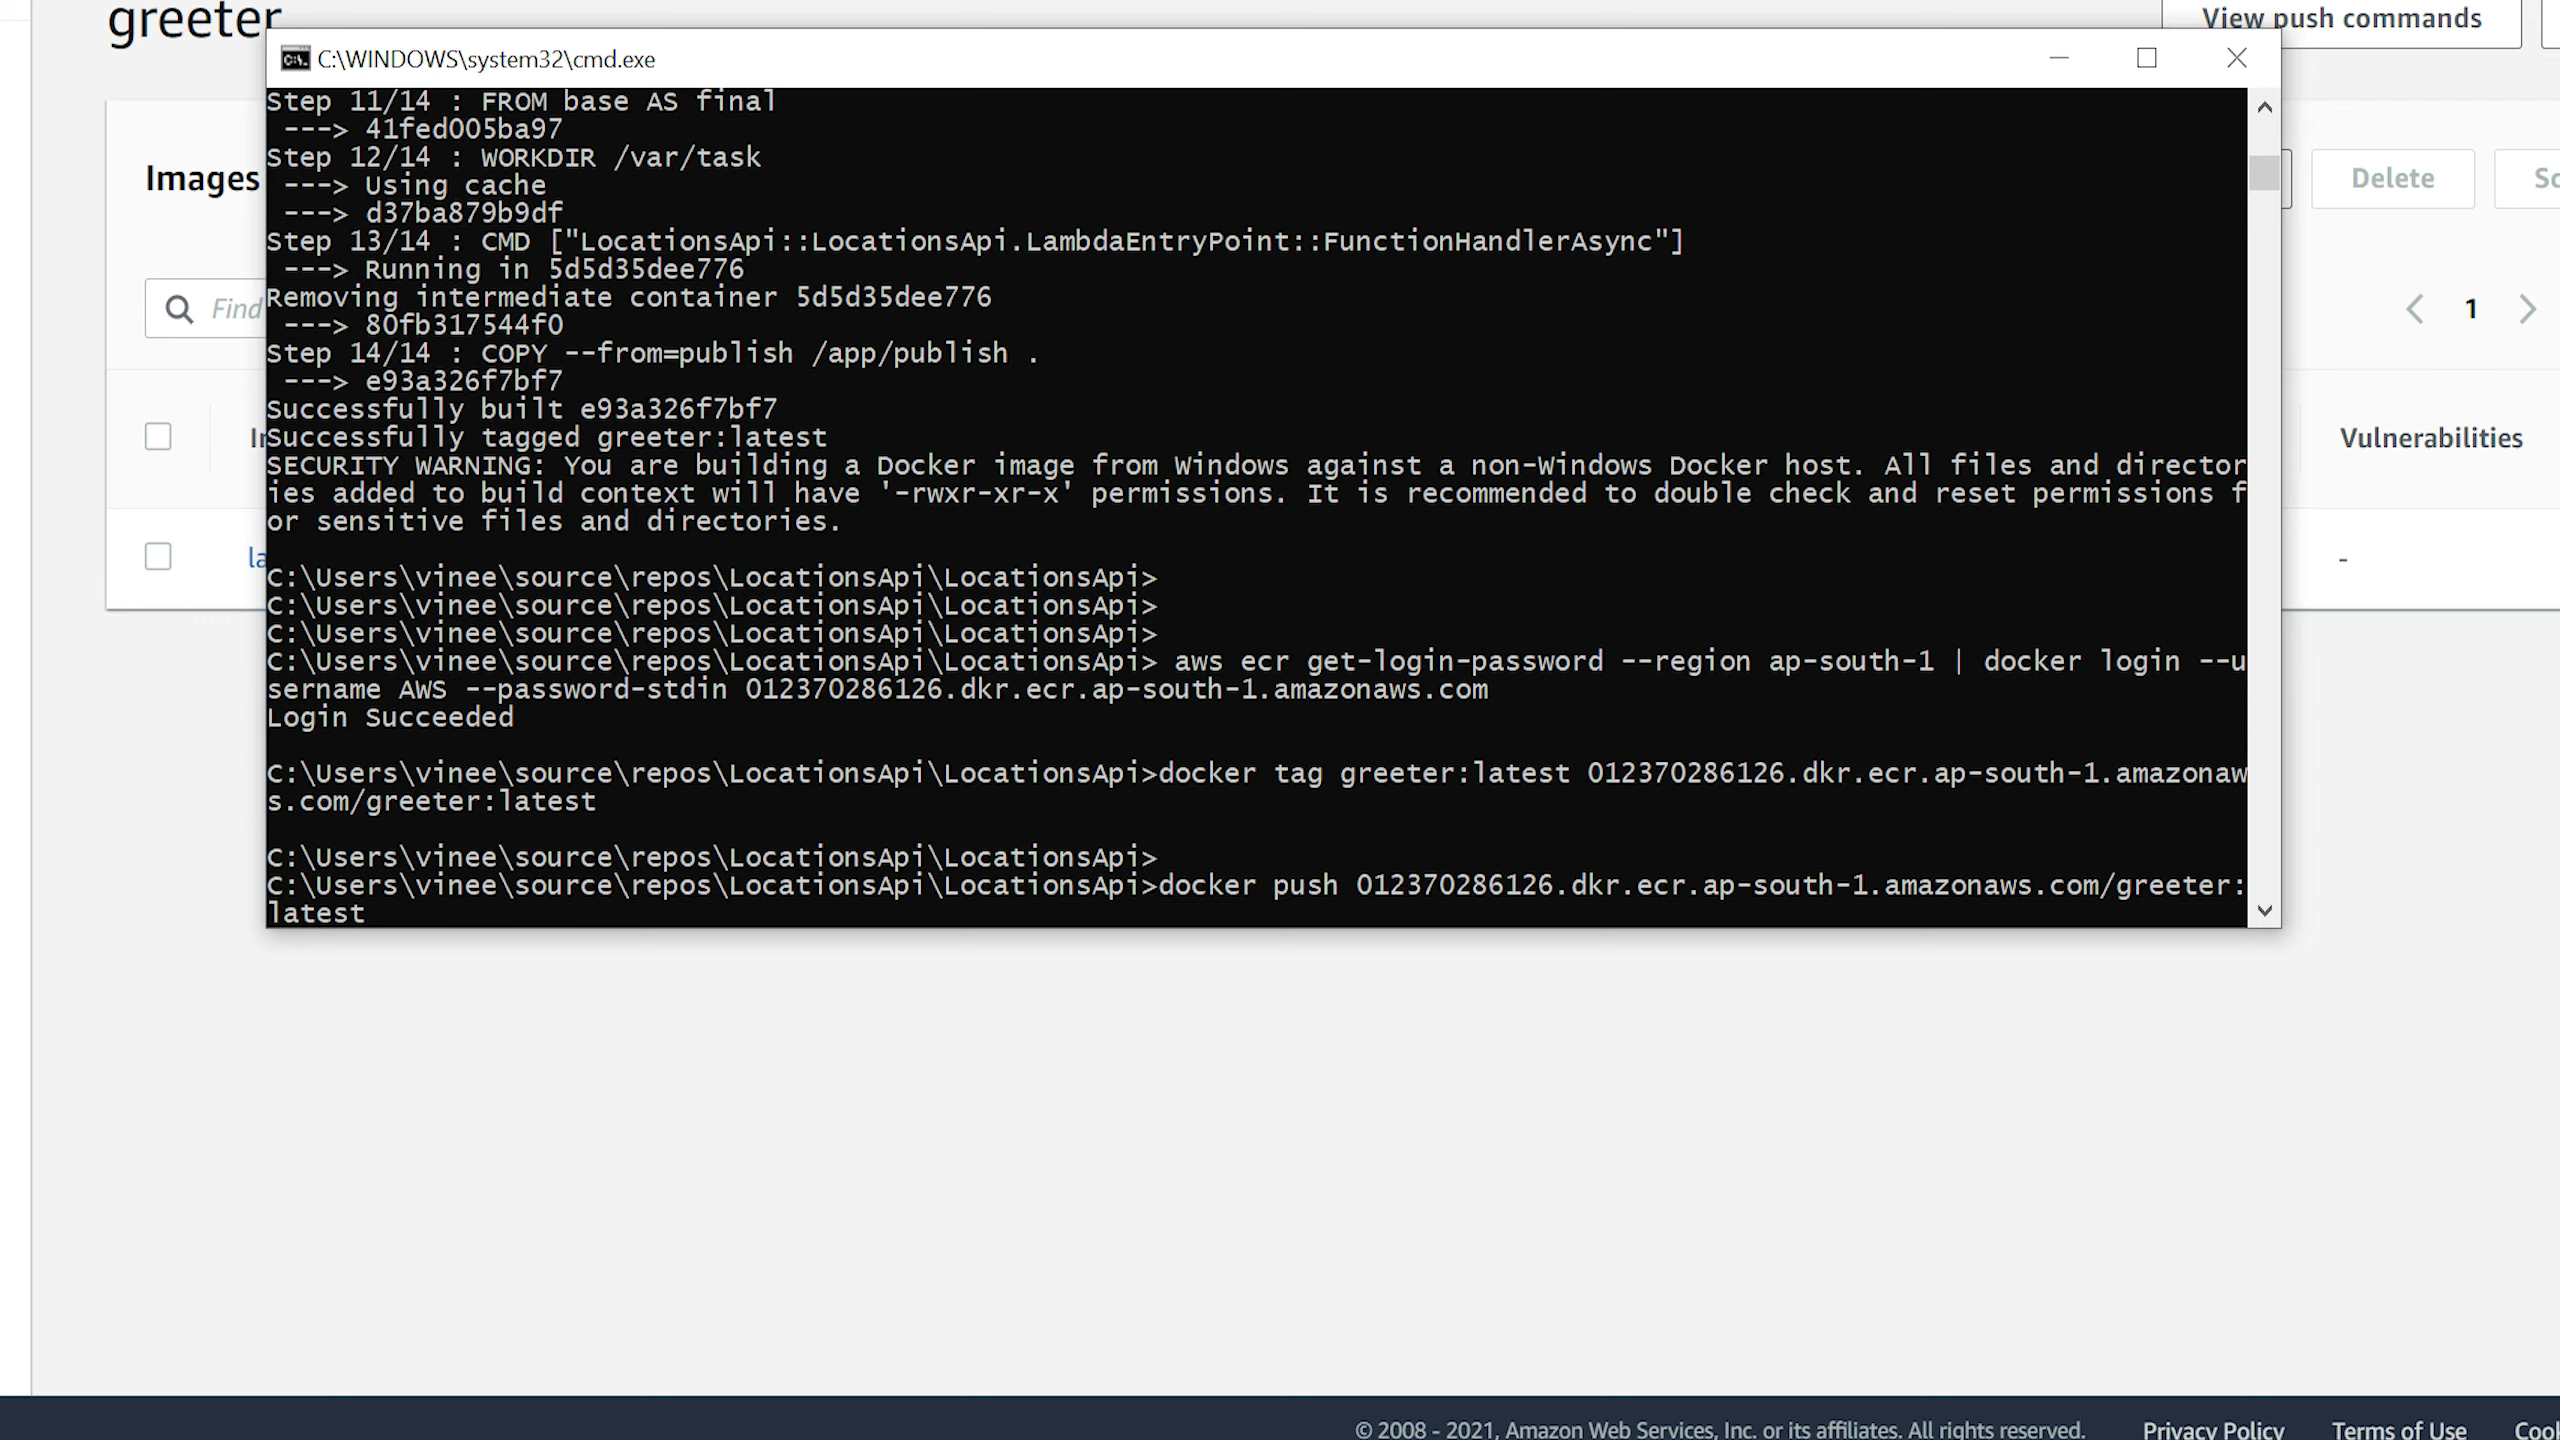 greeter
View push commands
C:\WINDOWS\system32\cmd.exe
Step 11/14 : FROM base AS final
---> 41fed005ba97
Step 12/14 : WORKDIR /var/task
---> Using cache
---> d37ba879b9df
Step 13/14 : CMD ["LocationsApi::LocationsApi.LambdaEntryPoint::FunctionHandlerAsync"]
---> Running in 5d5d35dee776
Removing intermediate container 5d5d35dee776
---> 80fb317544f0
Step 14/14 : COPY --from=publish /app/publish .
---> e93a326f7bf7
Successfully built e93a326f7bf7
Successfully tagged greeter:latest
SECURITY WARNING: You are building a Docker image from Windows against a non-Windows Docker host. All files and director
ies added to build context will have '-rwxr-xr-x' permissions. It is recommended to double check and reset permissions f
or sensitive files and directories.
C:\Users\vinee\source\repos\LocationsApi\LocationsApi>
C:\Users\vinee\source\repos\LocationsApi\LocationsApi>
C:\Users\vinee\source\repos\LocationsApi\LocationsApi>
C:\Users\vinee\source\repos\LocationsApi\LocationsApi> aws ecr get-login-password --region ap-south-1 | docker login --u
sername AWS --password-stdin 012370286126.dkr.ecr.ap-south-1.amazonaws.com
Login Succeeded
C:\Users\vinee\source\repos\LocationsApi\LocationsApi>docker tag greeter:latest 012370286126.dkr.ecr.ap-south-1.amazonaw
s.com/greeter:latest
C:\Users\vinee\source\repos\LocationsApi\LocationsApi>
C:\Users\vinee\source\repos\LocationsApi\LocationsApi>docker push 012370286126.dkr.ecr.ap-south-1.amazonaws.com/greeter:
latest
Images
Delete
Find
1
Vulnerabilities
-
© 2008 - 2021, Amazon Web Services, Inc. or its affiliates. All rights reserved.
Privacy Policy
Terms of Use